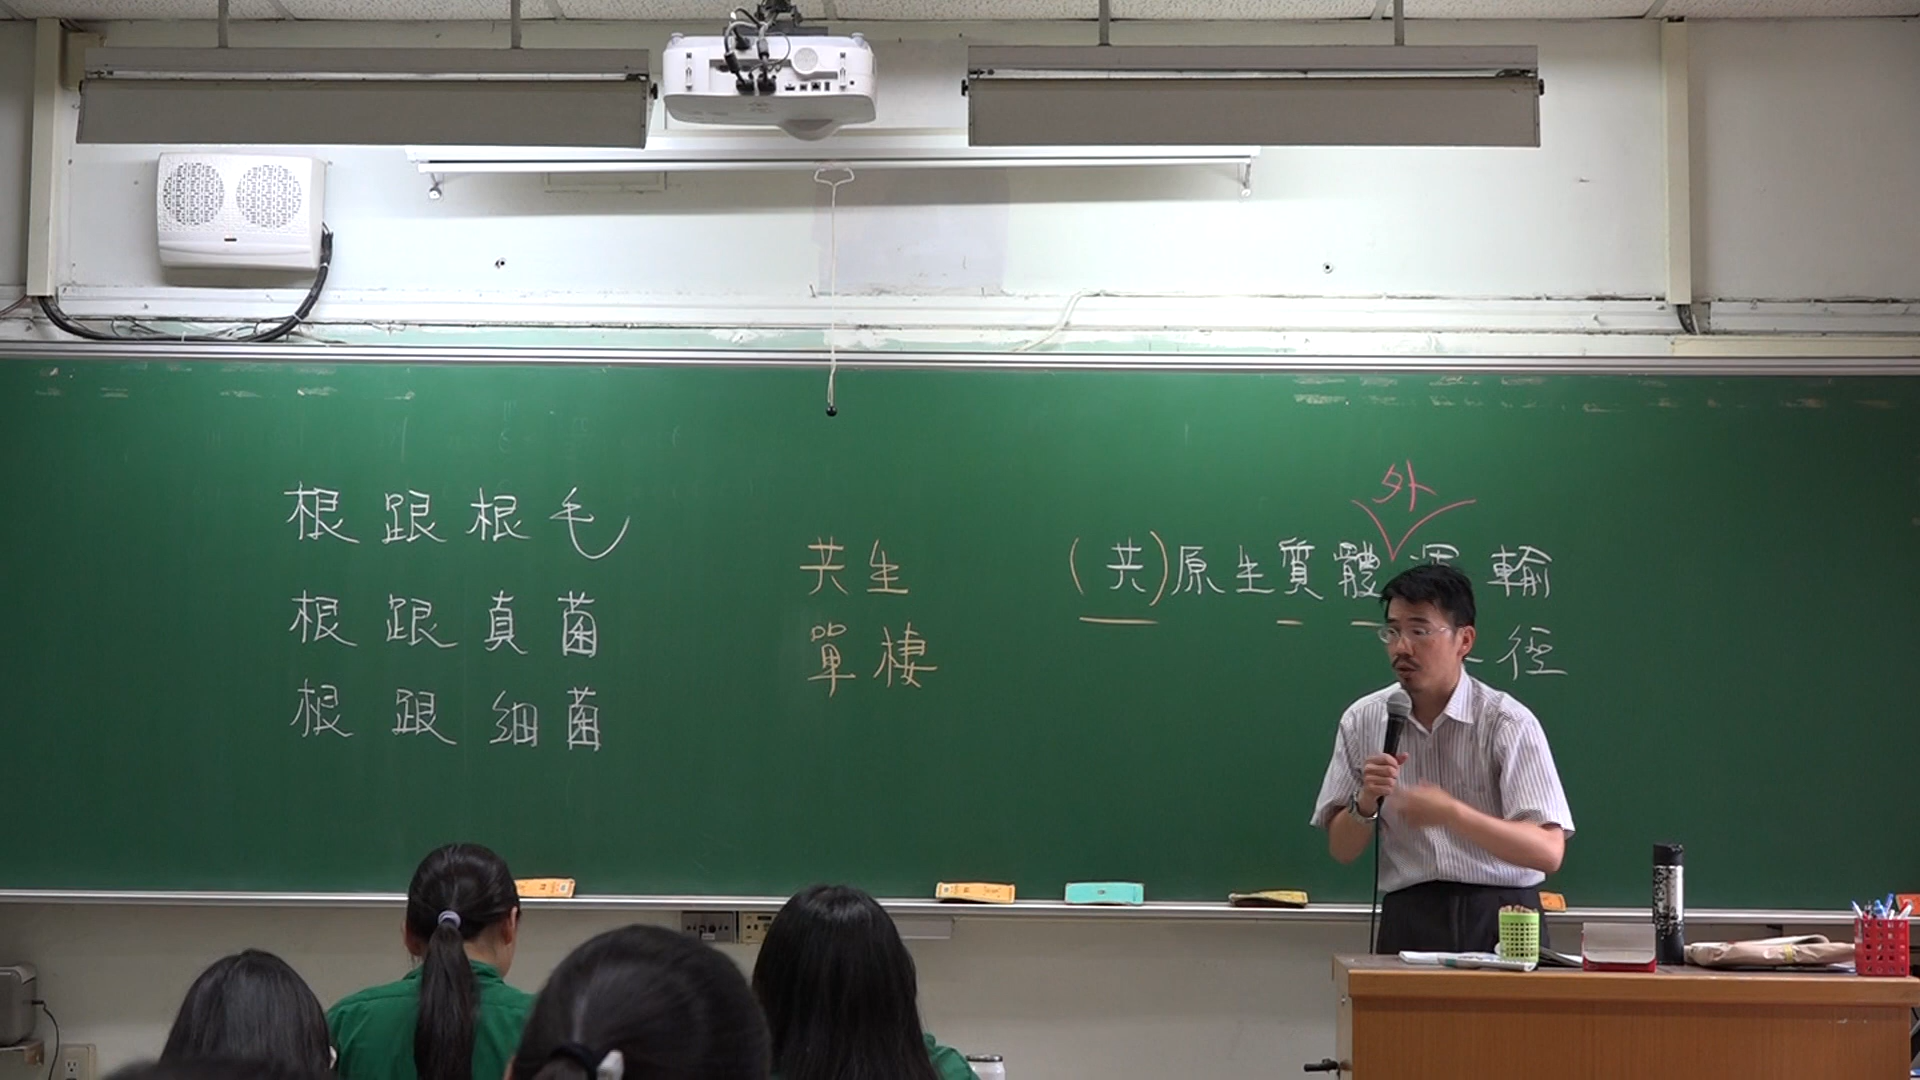 根跟根毛
根跟真菌
根跟細菌
共生
單棲
外
(共)原生質體運輸
徑